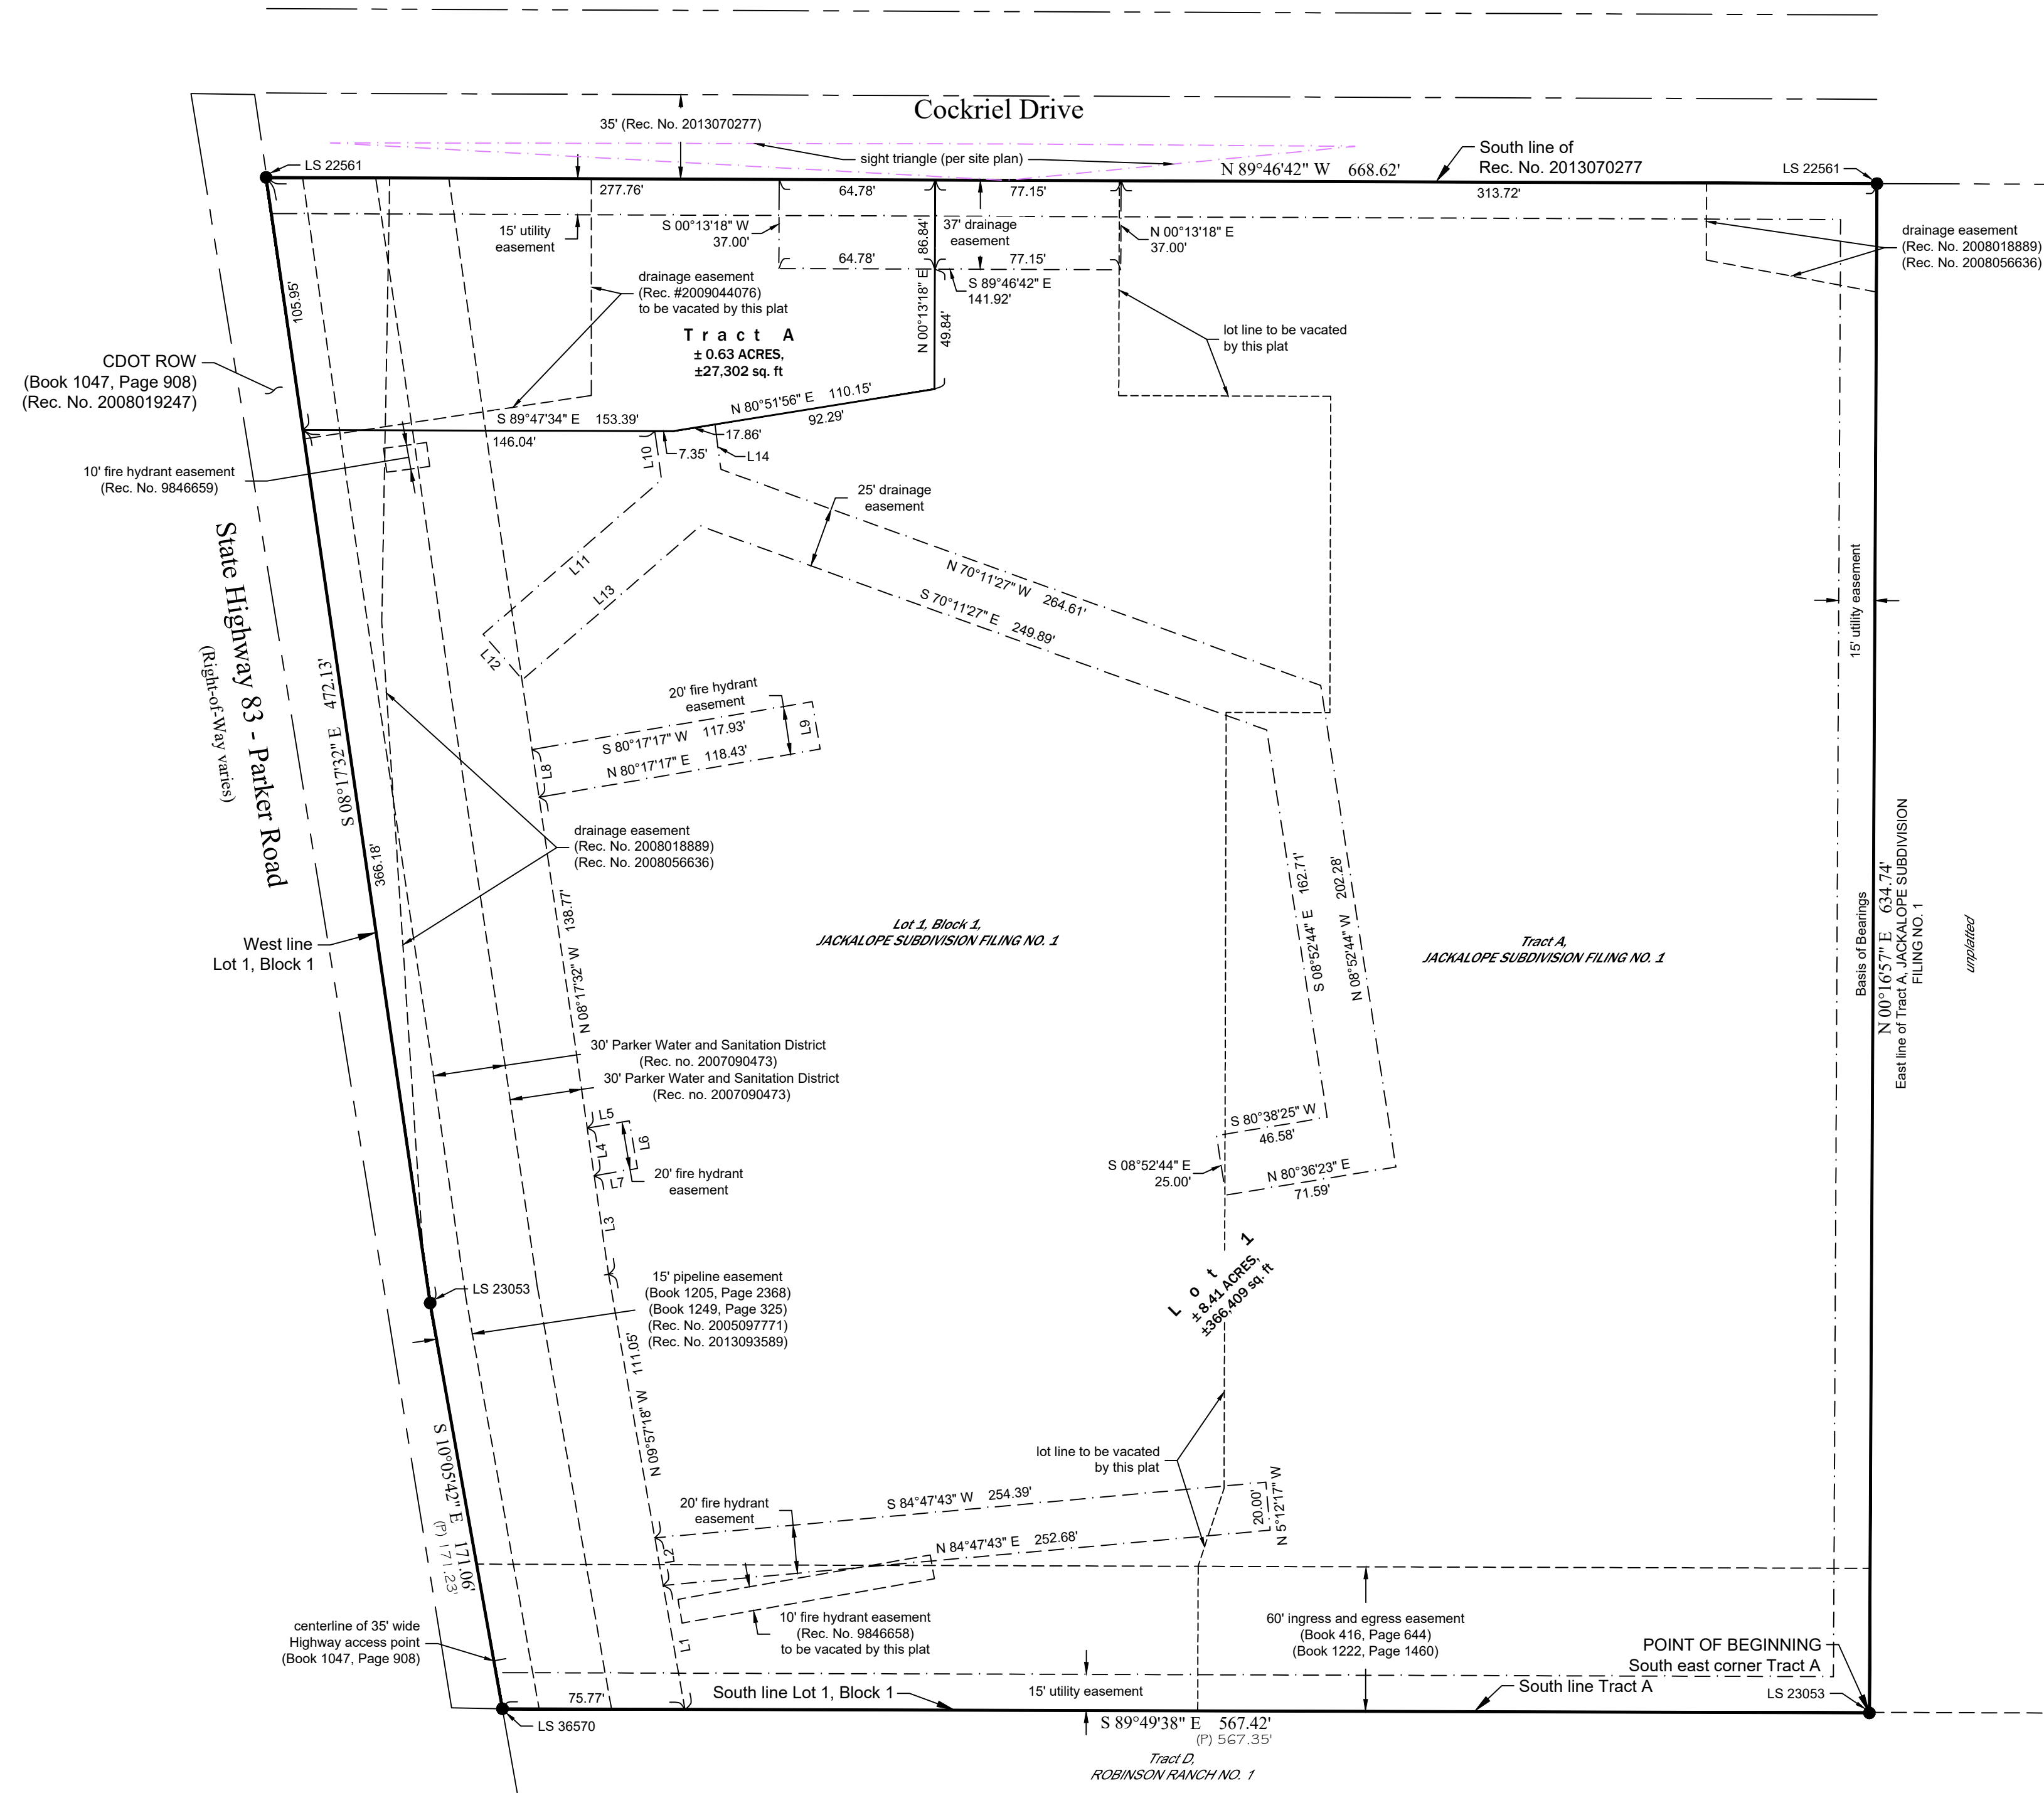 Cockriel Drive
35' (Rec. No. 2013070277)
sight triangle (per site plan)
South line of
Rec. No. 2013070277
LS 22561
N 89°46'42" W 668.62'
LS 22561
277.76'
64.78'
77.15'
313.72'
15' utility
easement
S 00°13'18" W
37.00'
N 00°13'18" E 86.84'
37' drainage
easement
N 00°13'18" E
37.00'
64.78'
77.15'
S 89°46'42" E
141.92'
49.84'
drainage easement
(Rec. No. 2008018889)
(Rec. No. 2008056636)
drainage easement
(Rec. #2009044076)
to be vacated by this plat
Tract A
± 0.63 ACRES,
±27,302 sq. ft
lot line to be vacated
by this plat
105.95'
CDOT ROW
(Book 1047, Page 908)
(Rec. No. 2008019247)
S 89°47'34" E 153.39'
146.04'
N 80°51'56" E 110.15'
92.29'
17.86'
7.35'
L10
L14
10' fire hydrant easement
(Rec. No. 9846659)
25' drainage
easement
State Highway 83 - Parker Road
(Right-of-Way varies)
L11
L13
L12
N 70°11'27" W 264.61'
S 70°11'27" E 249.89'
15' utility easement
S 08°17'32" E 472.13'
366.18'
20' fire hydrant
easement
S 80°17'17" W 117.93'
N 80°17'17" E 118.43'
L9
L8
drainage easement
(Rec. No. 2008018889)
(Rec. No. 2008056636)
West line
Lot 1, Block 1
N 08°17'32" W 138.77'
Lot 1, Block 1,
JACKALOPE SUBDIVISION FILING NO. 1
S 08°52'44" E 162.71'
N 08°52'44" W 202.28'
Tract A,
JACKALOPE SUBDIVISION FILING NO. 1
Basis of Bearings
N 00°16'57" E 634.74'
East line of Tract A, JACKALOPE SUBDIVISION
FILING NO. 1
unplatted
30' Parker Water and Sanitation District
(Rec. no. 2007090473)
30' Parker Water and Sanitation District
(Rec. no. 2007090473)
L5
L4
L6
L7
20' fire hydrant
easement
L3
S 80°38'25" W
46.58'
S 08°52'44" E
25.00'
N 80°36'23" E
71.59'
Lot 1
± 8.41 ACRES,
±366,409 sq. ft
LS 23053
15' pipeline easement
(Book 1205, Page 2368)
(Book 1249, Page 325)
(Rec. No. 2005097771)
(Rec. No. 2013093589)
N 09°57'18" W 111.05'
S 10°05'42" E 171.06'
(P) 171.23'
lot line to be vacated
by this plat
20' fire hydrant
easement
S 84°47'43" W 254.39'
N 84°47'43" E 252.68'
20.00'
N 5°12'17" W
L2
L1
centerline of 35' wide
Highway access point
(Book 1047, Page 908)
10' fire hydrant easement
(Rec. No. 9846658)
to be vacated by this plat
60' ingress and egress easement
(Book 416, Page 644)
(Book 1222, Page 1460)
POINT OF BEGINNING
South east corner Tract A
75.77'
South line Lot 1, Block 1
15' utility easement
South line Tract A
LS 23053
LS 36570
S 89°49'38" E 567.42'
(P) 567.35'
Tract D,
ROBINSON RANCH NO. 1